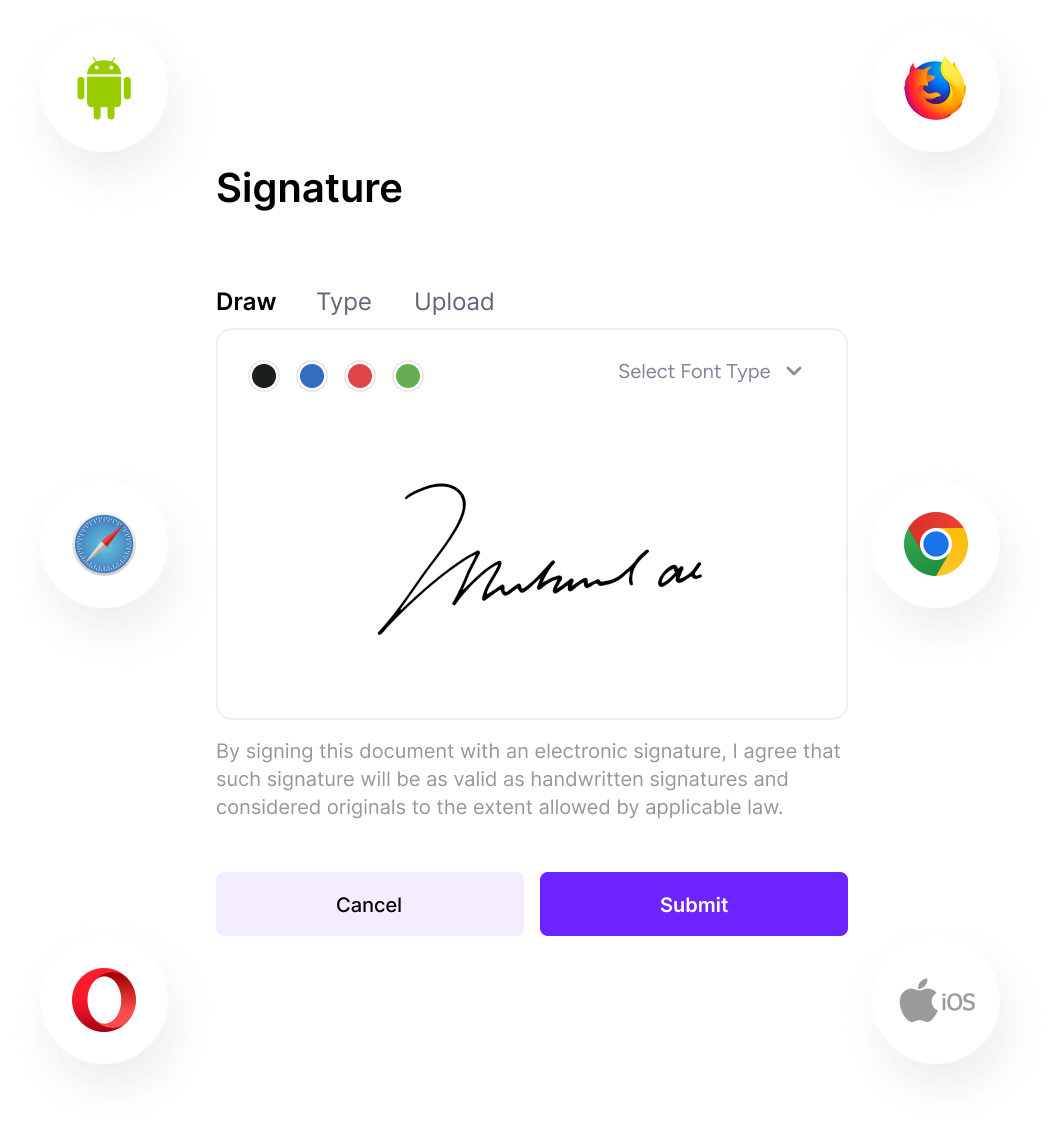 Signature
Draw Type Upload
Select Font Type
By signing this document with an electronic signature, I agree that
such signature will be as valid as handwritten signatures and
considered originals to the extent allowed by applicable law.
Cancel Submit
iOS